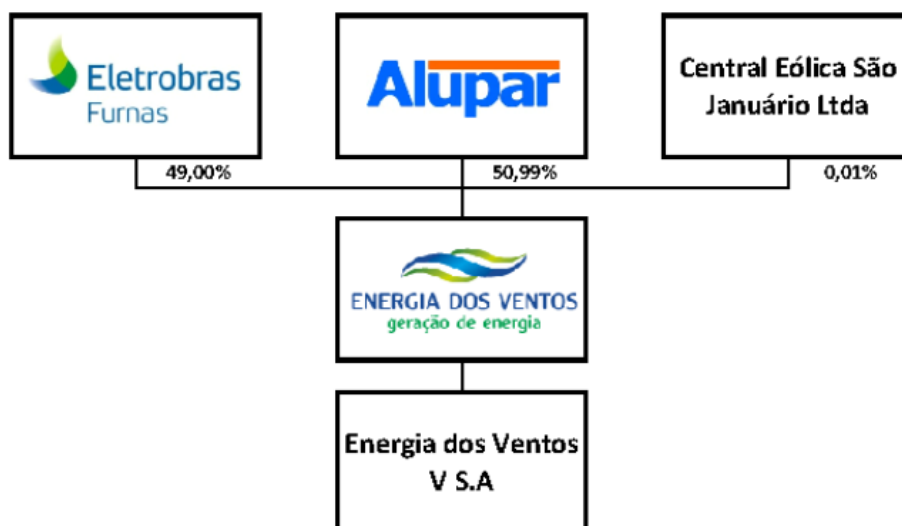 Eletrobras
Furnas
Alupar
Central Eólica São
Januário Ltda
49,00%
50,99%
0,01%
ENERGIA DOS VENTOS
geração de energia
Energia dos Ventos
V S.A